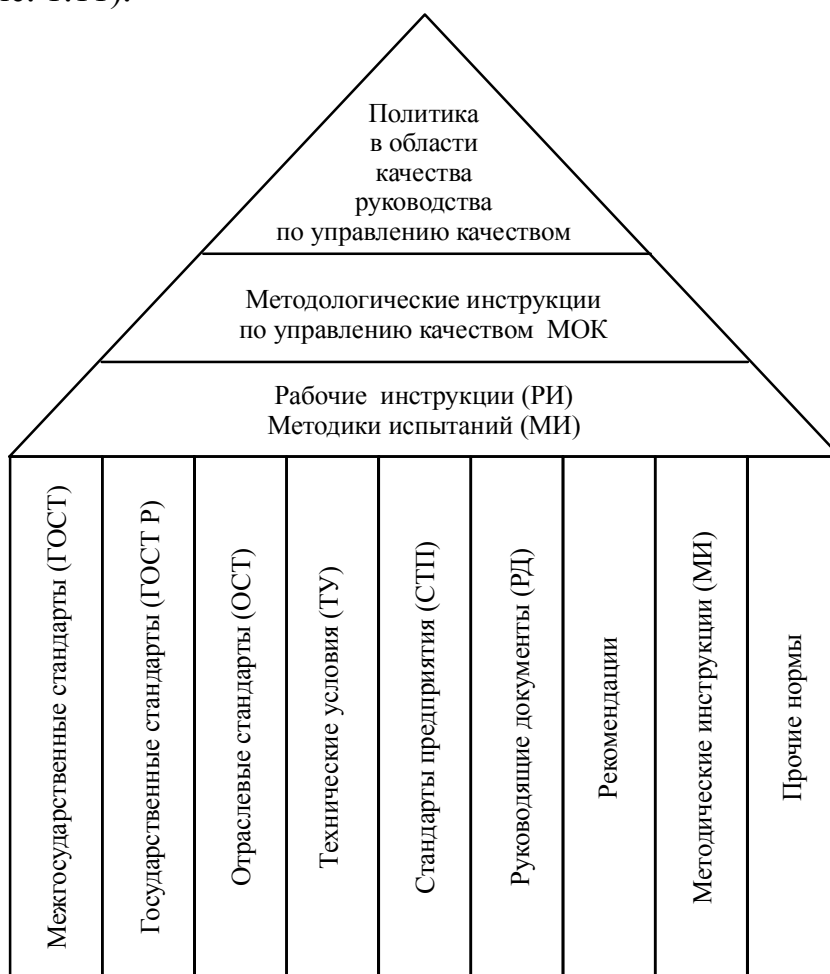 Политика
в области
качества
руководства
по управлению качеством
Методологические инструкции
по управлению качеством МОК
Рабочие инструкции (РИ)
Методики испытаний (МИ)
Межгосударственные стандарты (ГОСТ)
Государственные стандарты (ГОСТ Р)
Отраслевые стандарты (ОСТ)
Технические условия (ТУ)
Стандарты предприятия (СТП)
Руководящие документы (РД)
Рекомендации
Методические инструкции (МИ)
Прочие нормы